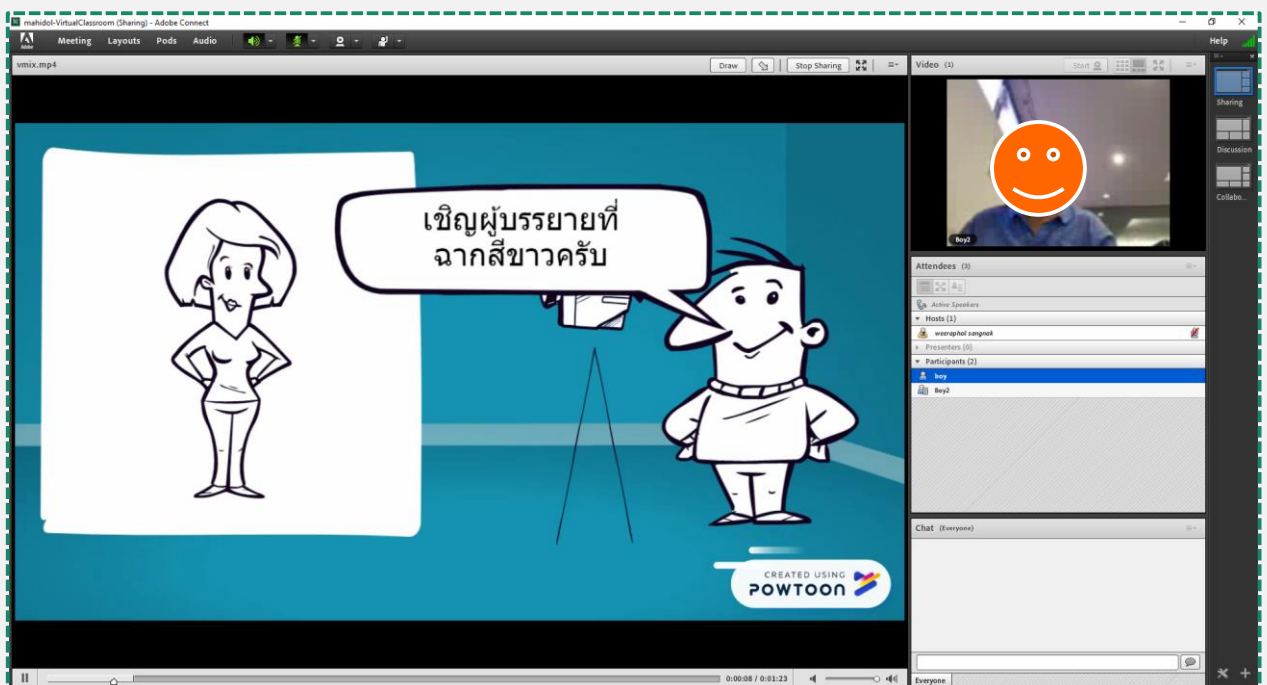 mahidol-VirtualClassroom (Sharing) - Adobe Connect
Adobe Meeting Layouts Pods Audio Help
vmix.mp4 Draw Stop Sharing
เชิญผู้บรรยายที่
ฉากสีขาวครับ
CREATED USING
POWTOON
0:00:08 / 0:01:23
Video (1) Start
Boy2
Attendees (3)
Active Speakers
Hosts (1)
weeraphol sangnak
Presenters (0)
Participants (2)
boy
Boy2
Chat (Everyone)
Everyone
Sharing
Discussion
Collabo...